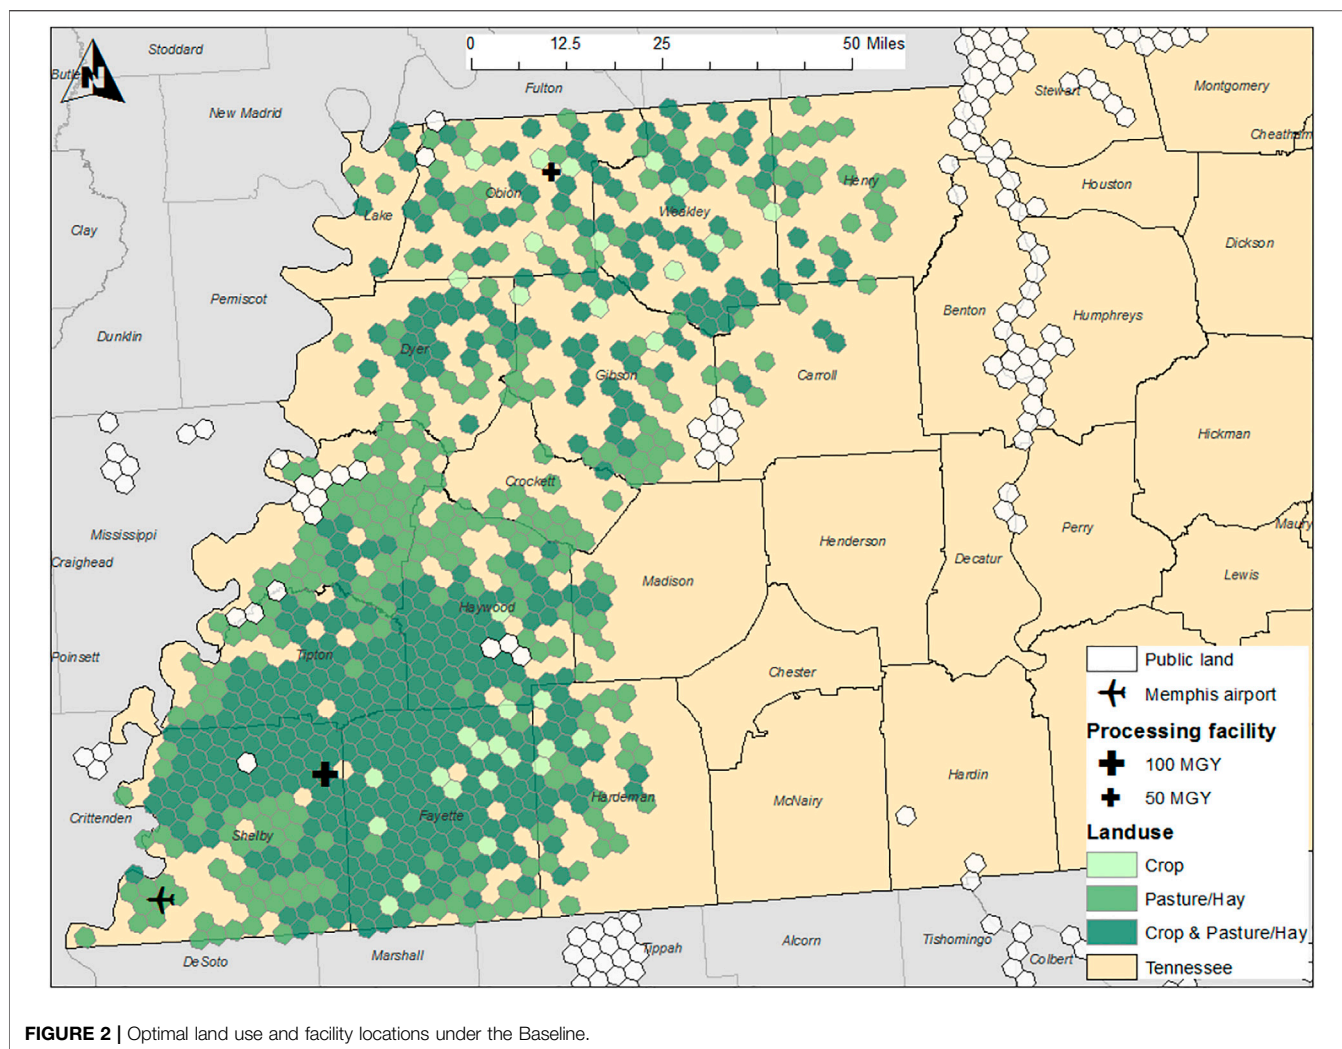 Stoddard
Butle
N
New Madrid
Fulton
0 12.5 25 50 Miles
Stewart
Montgomery
Cheatham
Houston
Henry
Obion
Weakley
Lake
Clay
Dickson
Pemiscot
Dunklin
Benton
Humphreys
Dyer
Gibson
Carroll
Hickman
Crockett
Mississippi
Craighead
Henderson
Perry
Maury
Decatur
Lewis
Madison
Haywood
Poinsett
Tipton
Chester
Crittenden
Shelby
Fayette
Hardeman
McNairy
Hardin
DeSoto
Marshall
Tippah
Alcorn
Tishomingo
Colbert
Public land
Memphis airport
Processing facility
100 MGY
50 MGY
Landuse
Crop
Pasture/Hay
Crop & Pasture/Hay
Tennessee
FIGURE 2 | Optimal land use and facility locations under the Baseline.